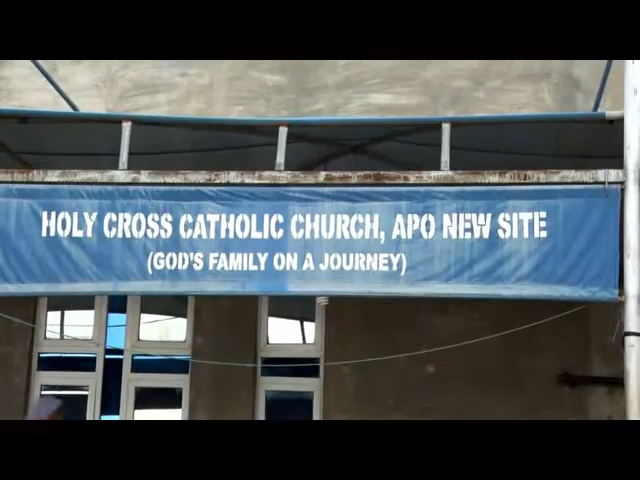 HOLY CROSS CATHOLIC CHURCH, APO NEW SITE
(GOD'S FAMILY ON A JOURNEY)